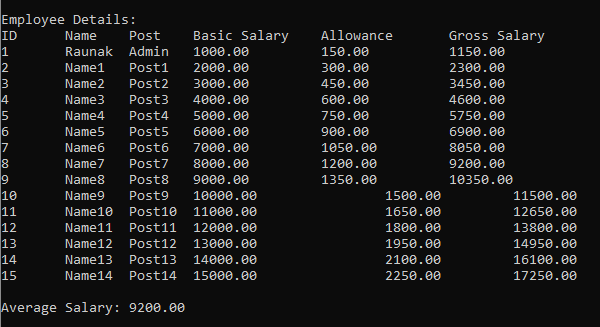 Employee Details:
ID      Name    Post    Basic Salary    Allowance       Gross Salary
1       Raunak  Admin   1000.00         150.00          1150.00
2       Name1   Post1   2000.00         300.00          2300.00
3       Name2   Post2   3000.00         450.00          3450.00
4       Name3   Post3   4000.00         600.00          4600.00
5       Name4   Post4   5000.00         750.00          5750.00
6       Name5   Post5   6000.00         900.00          6900.00
7       Name6   Post6   7000.00         1050.00         8050.00
8       Name7   Post7   8000.00         1200.00         9200.00
9       Name8   Post8   9000.00         1350.00         10350.00
10      Name9   Post9   10000.00                1500.00         11500.00
11      Name10  Post10  11000.00                1650.00         12650.00
12      Name11  Post11  12000.00                1800.00         13800.00
13      Name12  Post12  13000.00                1950.00         14950.00
14      Name13  Post13  14000.00                2100.00         16100.00
15      Name14  Post14  15000.00                2250.00         17250.00

Average Salary: 9200.00